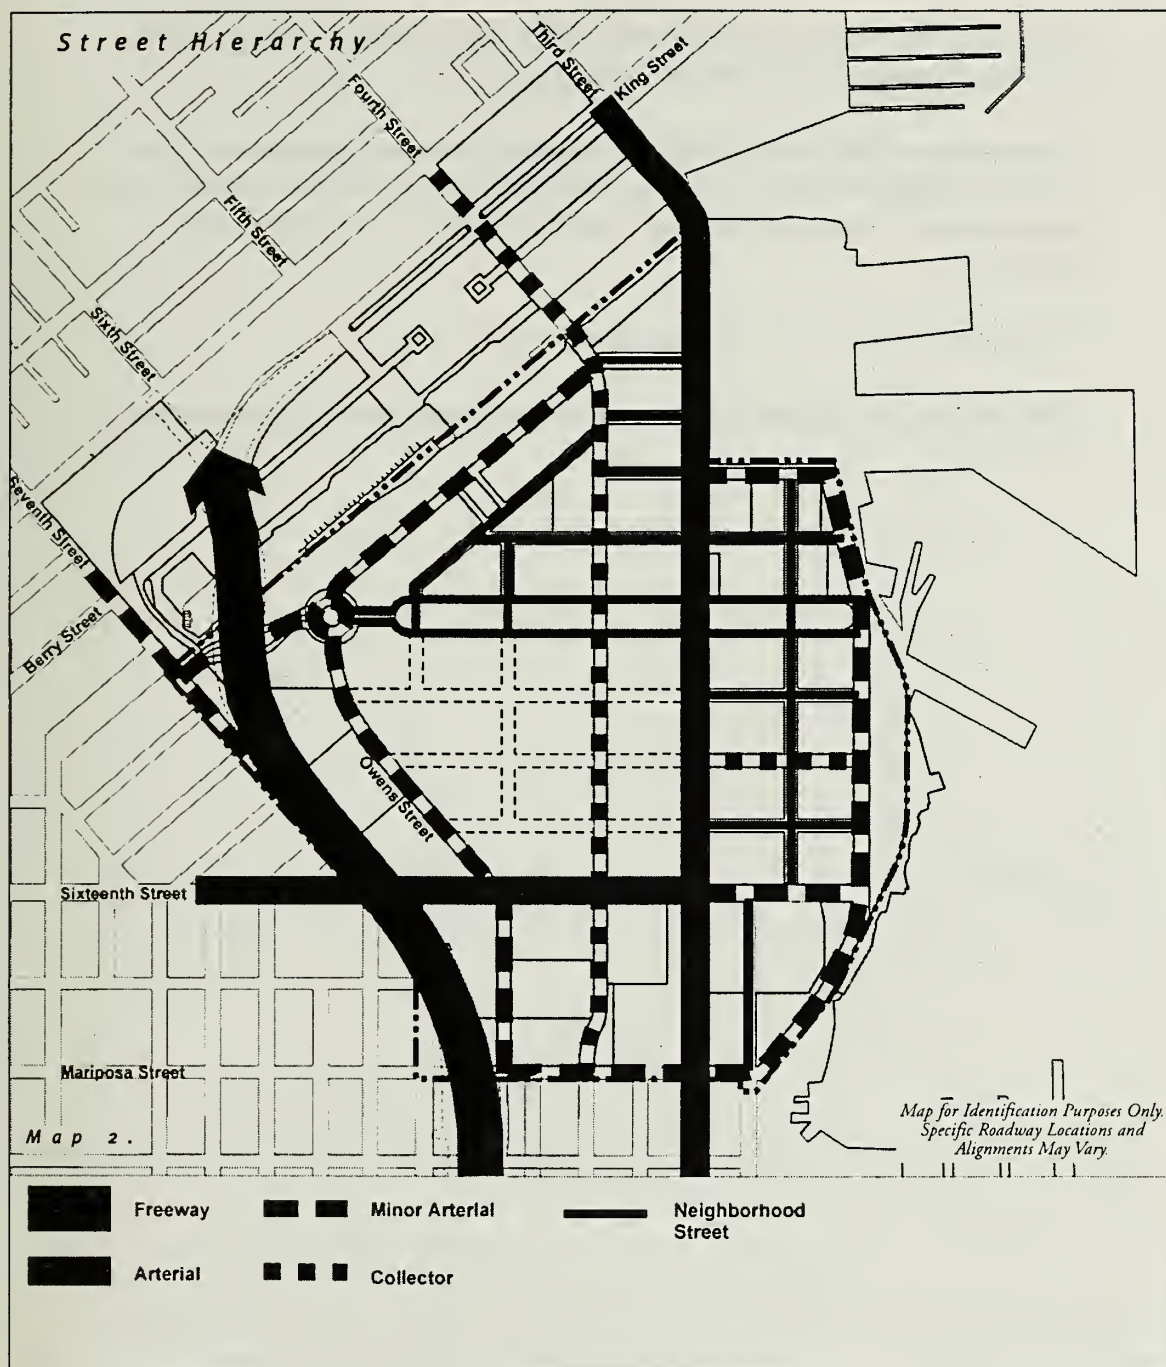 Street Hierarchy
Third Street
King Street
Fourth Street
Fifth Street
Sixth Street
Seventh Street
Berry Street
Owens Street
Sixteenth Street
Mariposa Street
Map 2.
Map for Identification Purposes Only.
Specific Roadway Locations and
Alignments May Vary.
Freeway
Minor Arterial
Neighborhood
Street
Arterial
Collector